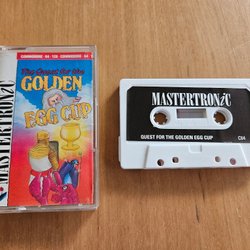 COMMODORE 64 · 128 · COMMODORE 64 ·
The Quest for the
GOLDEN
EGG CUP
MASTERTRONIC
MASTERTRONIC
QUEST FOR THE GOLDEN EGG CUP
C64